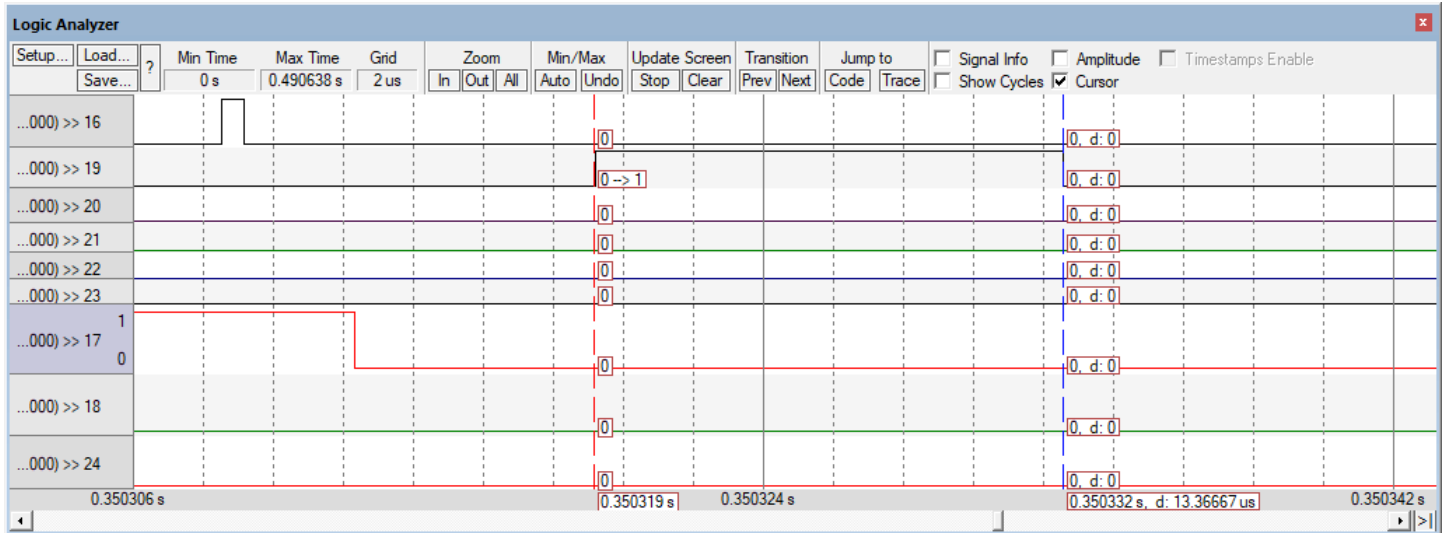 Logic Analyzer
Setup... Load... ? Min Time Max Time Grid Zoom Min/Max Update Screen Transition Jump to Signal Info Amplitude Timestamps Enable
Save... 0 s 0.490638 s 2 us In Out All Auto Undo Stop Clear Prev Next Code Trace Show Cycles Cursor
...000) >> 16 0 0, d: 0
...000) >> 19 0 --> 1 0, d: 0
...000) >> 20 0 0, d: 0
...000) >> 21 0 0, d: 0
...000) >> 22 0 0, d: 0
...000) >> 23 0 0, d: 0
1
...000) >> 17
0 0 0, d: 0
...000) >> 18 0 0, d: 0
...000) >> 24 0 0, d: 0
0.350306 s 0.350319 s 0.350324 s 0.350332 s, d: 13.36667 us 0.350342 s
>|